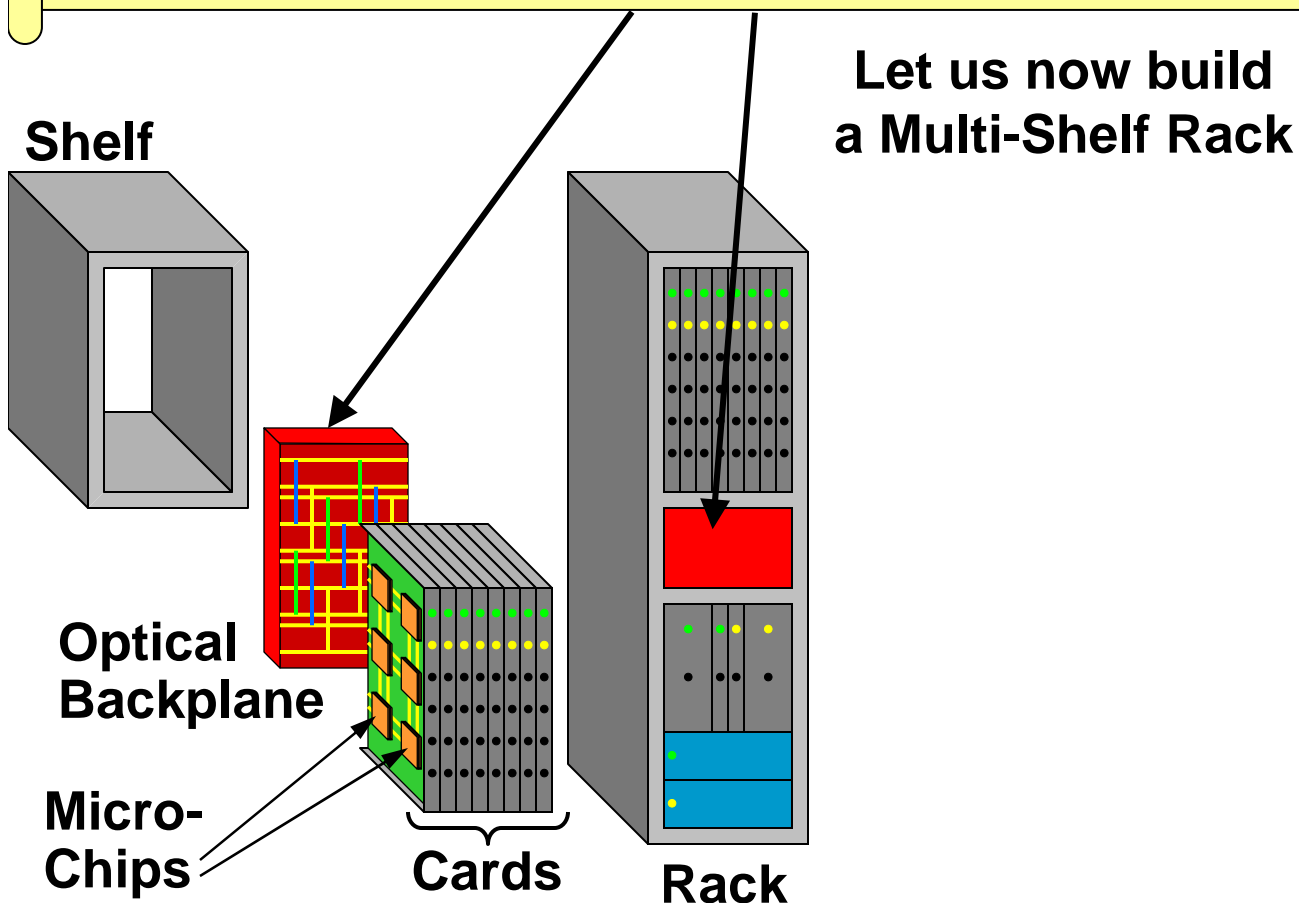 Let us now build
a Multi-Shelf Rack
Shelf
Optical
Backplane
Micro-
Chips
Cards
Rack